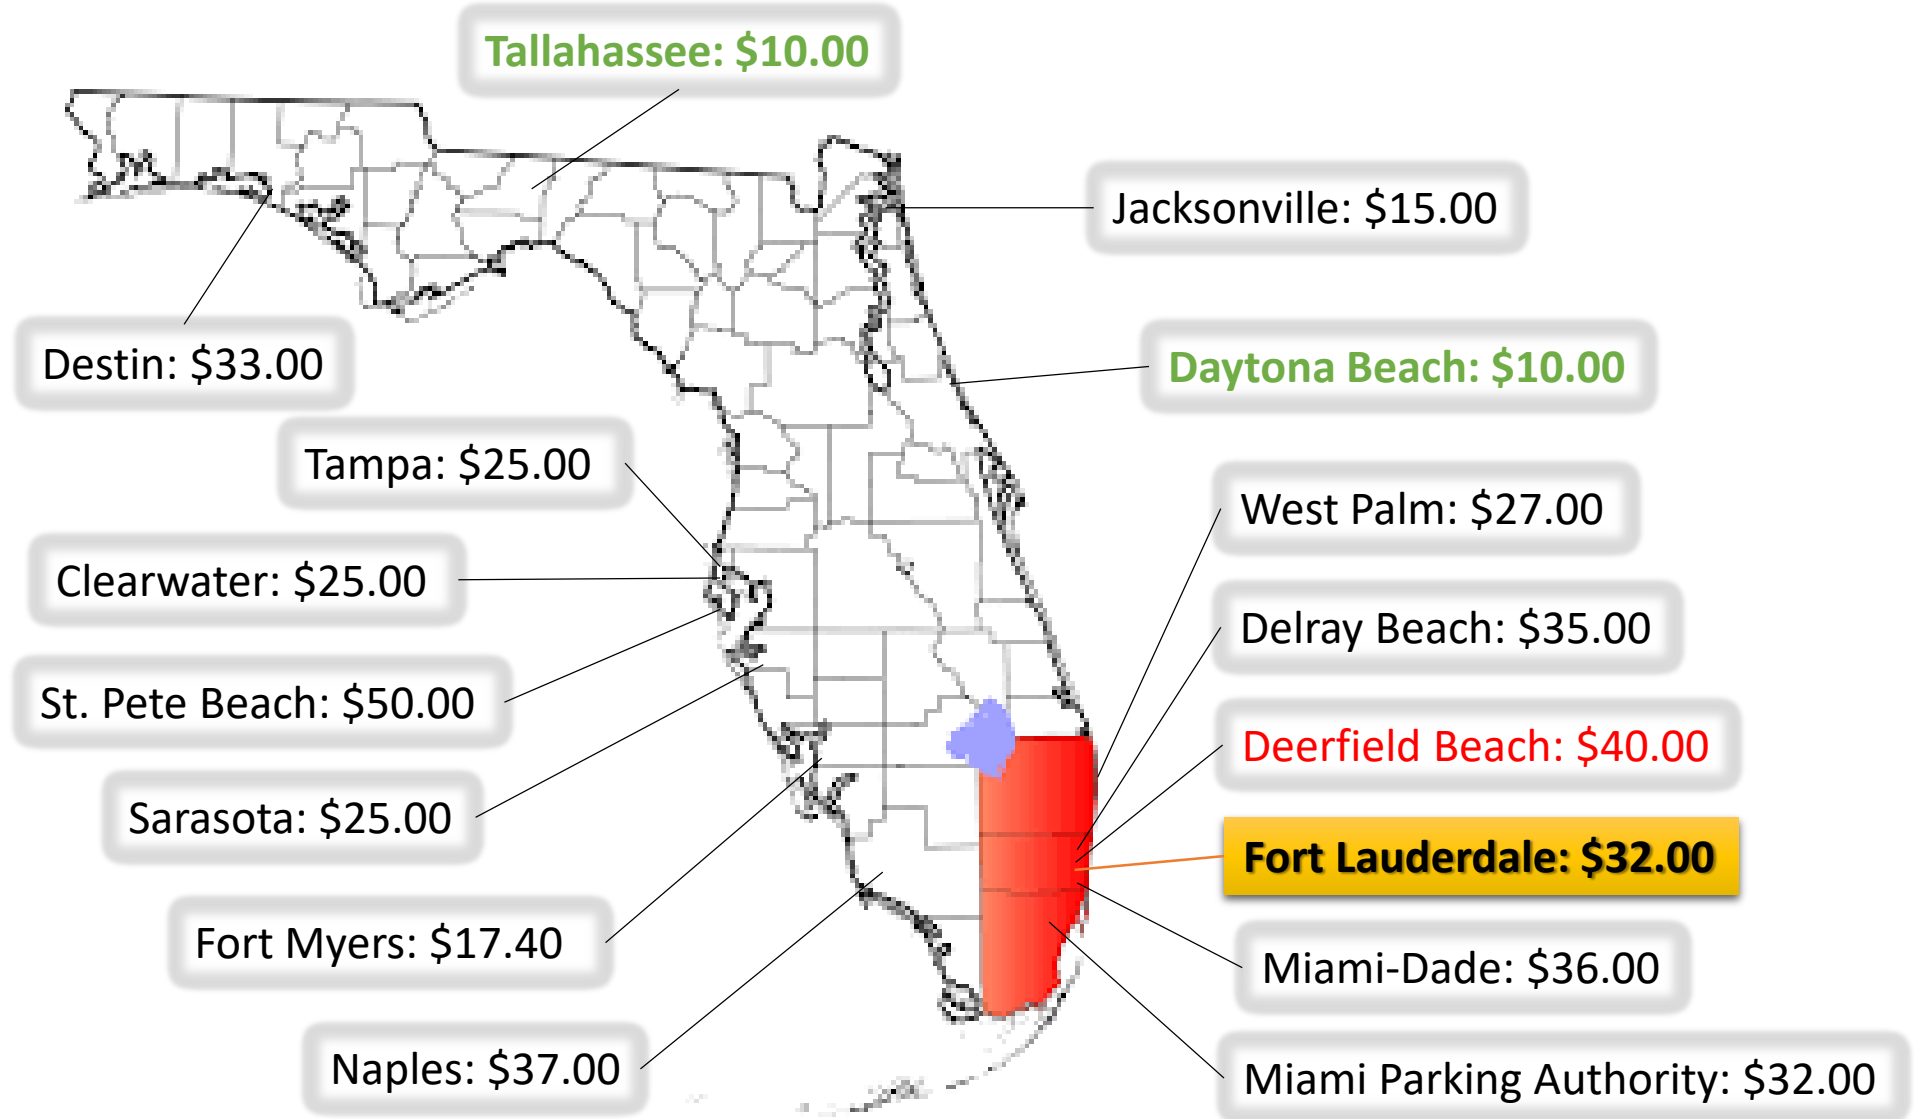 Tallahassee: $10.00
Jacksonville: $15.00
Destin: $33.00
Daytona Beach: $10.00
Tampa: $25.00
West Palm: $27.00
Clearwater: $25.00
Delray Beach: $35.00
St. Pete Beach: $50.00
Deerfield Beach: $40.00
Sarasota: $25.00
Fort Lauderdale: $32.00
Fort Myers: $17.40
Miami-Dade: $36.00
Naples: $37.00
Miami Parking Authority: $32.00